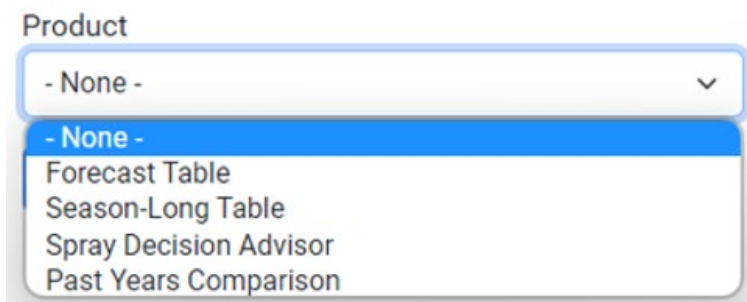 Product
- None -
- None -
Forecast Table
Season-Long Table
Spray Decision Advisor
Past Years Comparison